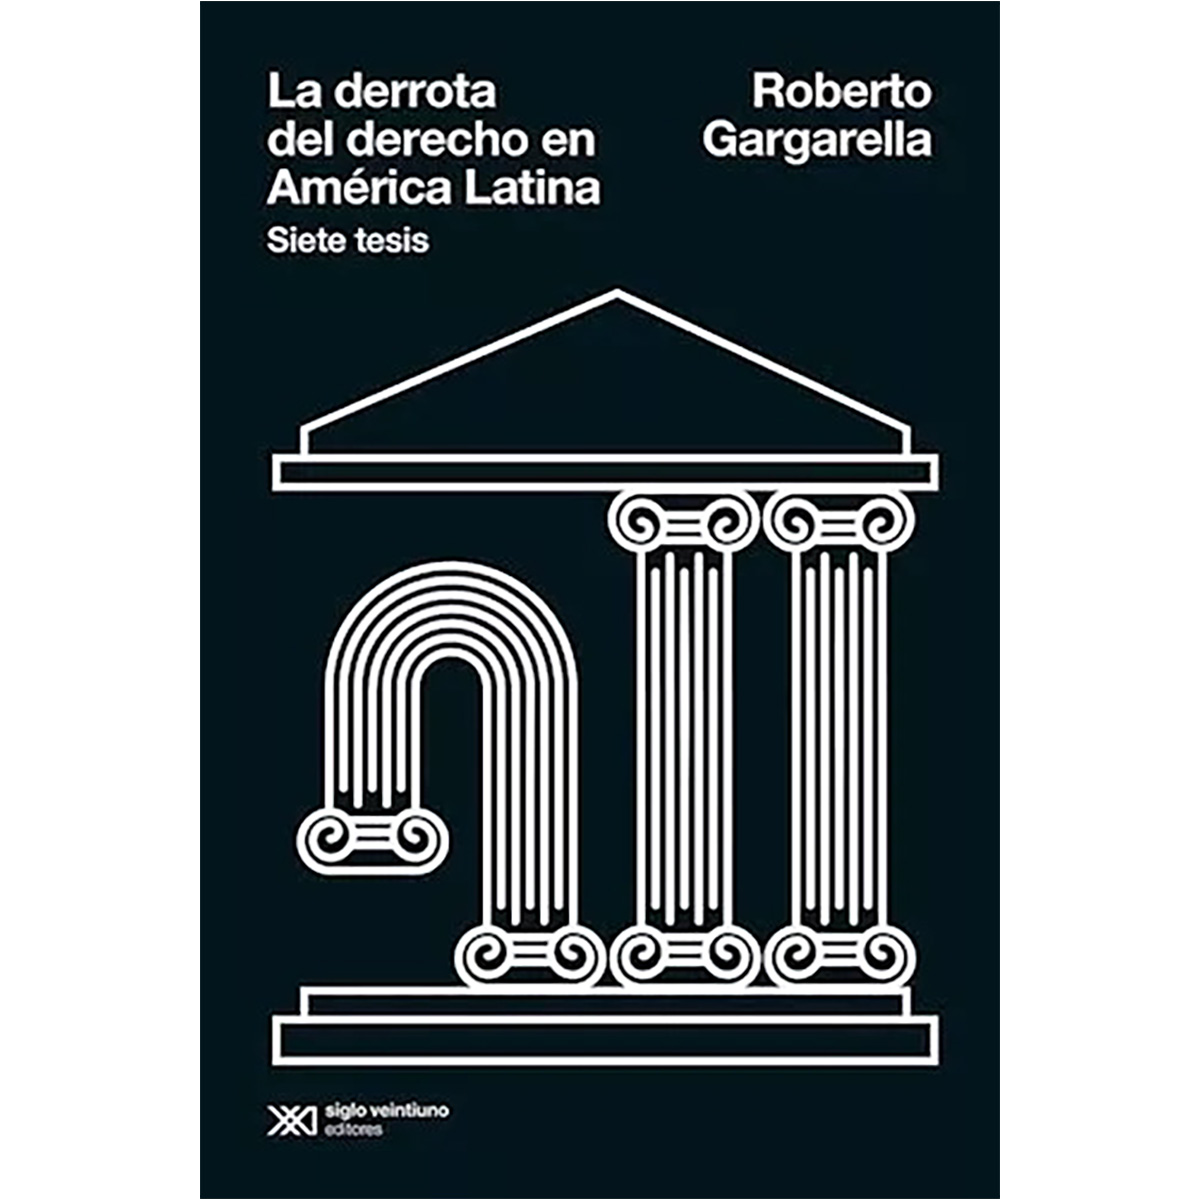 La derrota
del derecho en
América Latina
Siete tesis
Roberto
Gargarella
siglo veintiuno
editores